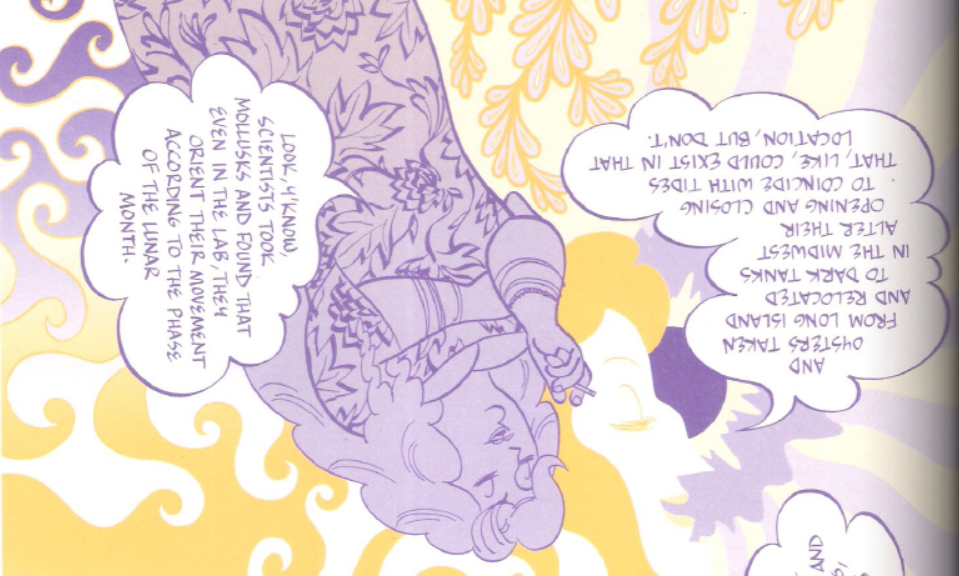 LOOK, Y'KNOW,
SCIENTISTS TOOK
MOLLUSKS AND FOUND THAT
EVEN IN THE LAB, THEY
ORIENT THEIR MOVEMENT
ACCORDING TO THE PHASE
OF THE LUNAR
MONTH.
AND
OYSTERS TAKEN
FROM LONG ISLAND
AND RELOCATED
TO DARK TANKS
IN THE MIDWEST
ALTER THEIR
OPENING AND CLOSING
TO COINCIDE WITH TIDES
THAT, LIKE, COULD EXIST IN THAT
LOCATION, BUT DON'T.
AND